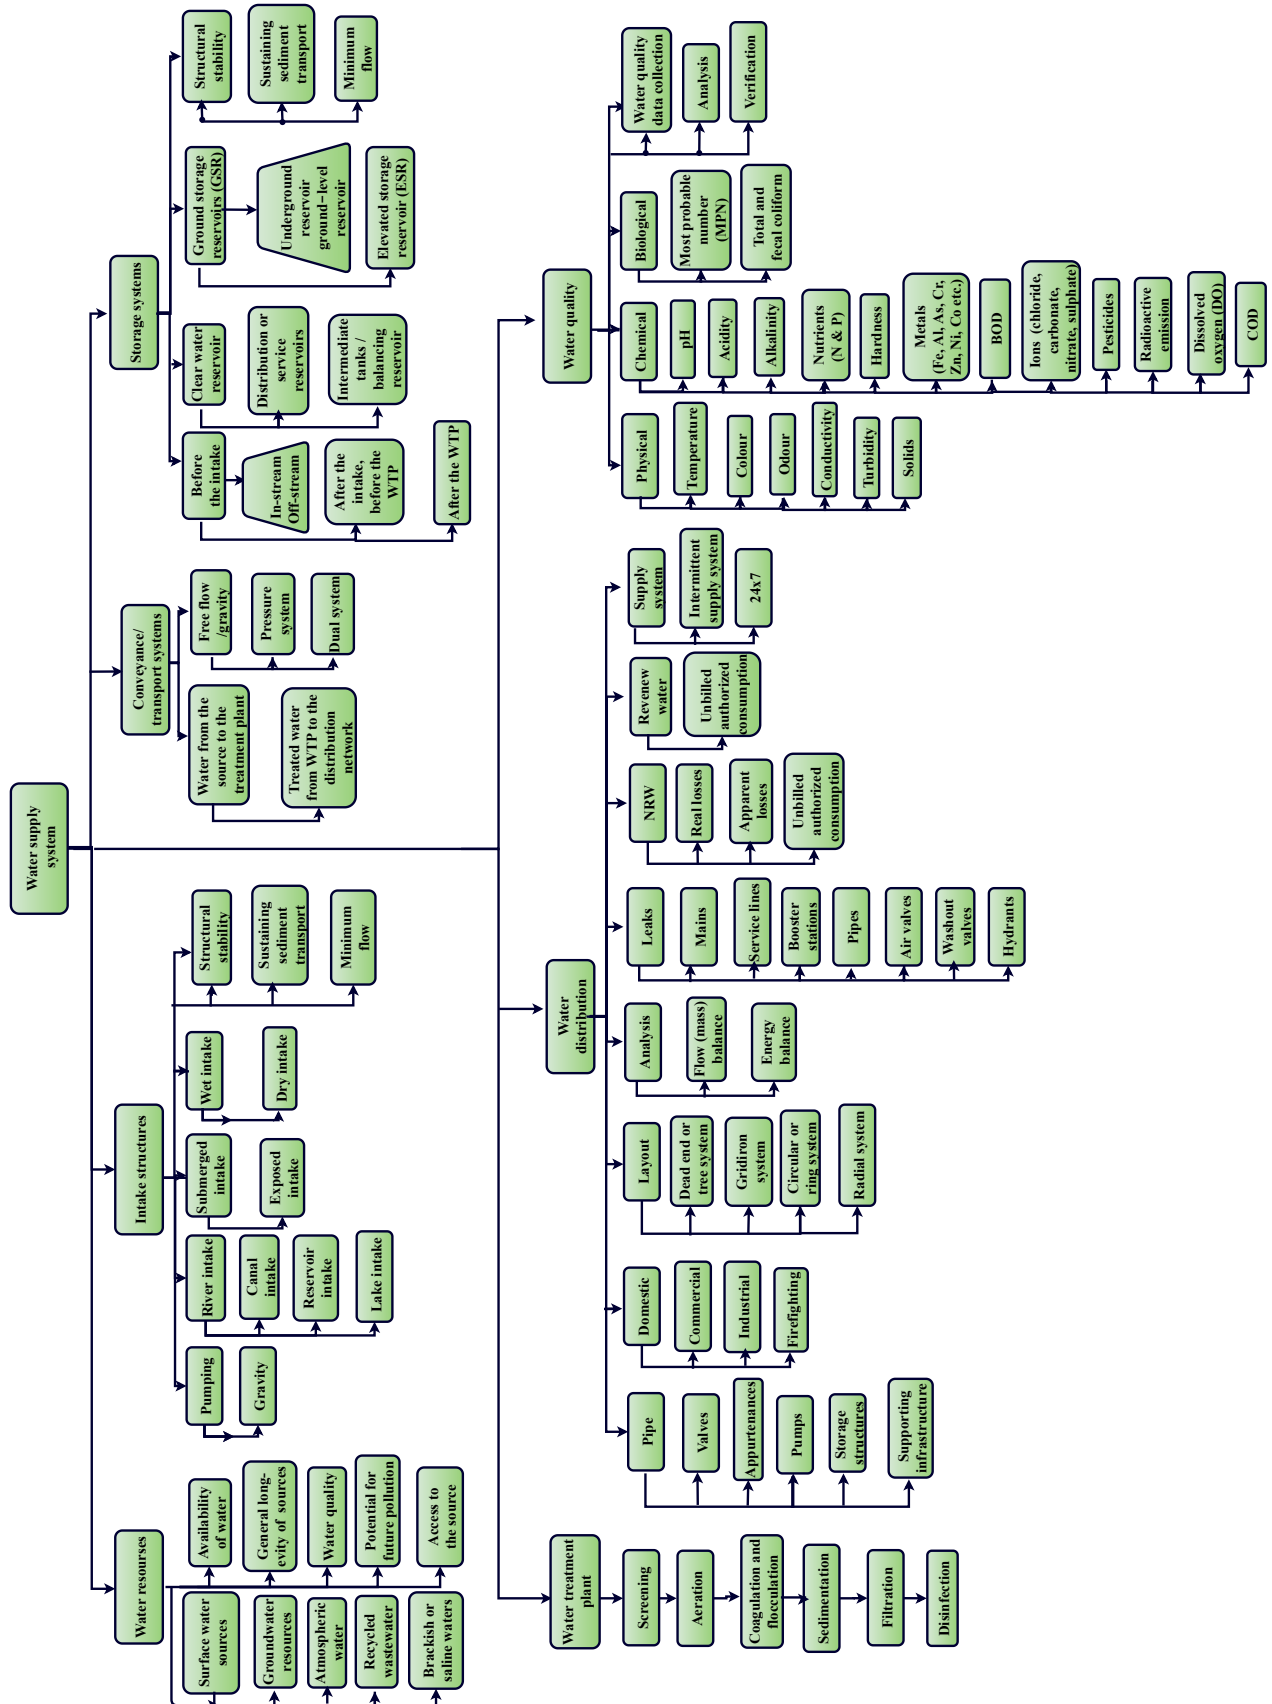 Water supply
system
Water resourses
Surface water
sources
Groundwater
resources
Atmospheric
water
Recycled
wastewater
Brackish or
saline waters
Availability
of water
General long-
evity of sources
Water quality
Potential for
future pollution
Access to
the source
Intake structures
Pumping
Gravity
River intake
Canal
intake
Reservoir
intake
Lake intake
Submerged
intake
Exposed
intake
Wet intake
Dry intake
Structural
stability
Sustaining
sediment
transport
Minimum
flow
Conveyance/
transport systems
Water from the
source to the
treatment plant
Treated water
from WTP to the
distribution
network
Free flow
/gravity
Pressure
system
Dual system
Storage systems
Before
the intake
In-stream
Off-stream
After the
intake,
before the
WTP
After the WTP
Clear water
reservoir
Distribution or
service
reservoirs
Intermediate
tanks /
balancing
reservoir
Ground storage
reservoirs (GSR)
Underground
reservoir
ground−level
reservoir
Elevated storage
reservoir (ESR)
Structural
stability
Sustaining
sediment
transport
Minimum
flow
Water treatment
plant
Screening
Aeration
Coagulation and
flocculation
Sedimentation
Filtration
Disinfection
Water
distribution
Pipe
Valves
Appurtenances
Pumps
Storage
structures
Supporting
infrastructure
Domestic
Commercial
Industrial
Firefighting
Layout
Dead end or
tree system
Gridiron
system
Circular or
ring system
Radial system
Analysis
Flow (mass)
balance
Energy
balance
Leaks
Mains
Service lines
Booster
stations
Pipes
Air valves
Washout
valves
Hydrants
NRW
Real losses
Apparent
losses
Unbilled
authorized
consumption
Revenew
water
Unbilled
authorized
consumption
Supply
system
Intermittent
supply system
24x7
Water quality
Physical
Temperature
Colour
Odour
Conductivity
Turbidity
Solids
Chemical
pH
Acidity
Alkalinity
Nutrients
(N & P)
Hardness
Metals
(Fe, Al, As, Cr,
Zn, Ni, Co etc.)
BOD
Ions (chloride,
carbonate,
nitrate, sulphate)
Pesticides
Radioactive
emission
Dissolved
oxygen (DO)
COD
Biological
Most probable
number
(MPN)
Total and
fecal coliform
Water quality
data collection
Analysis
Verification